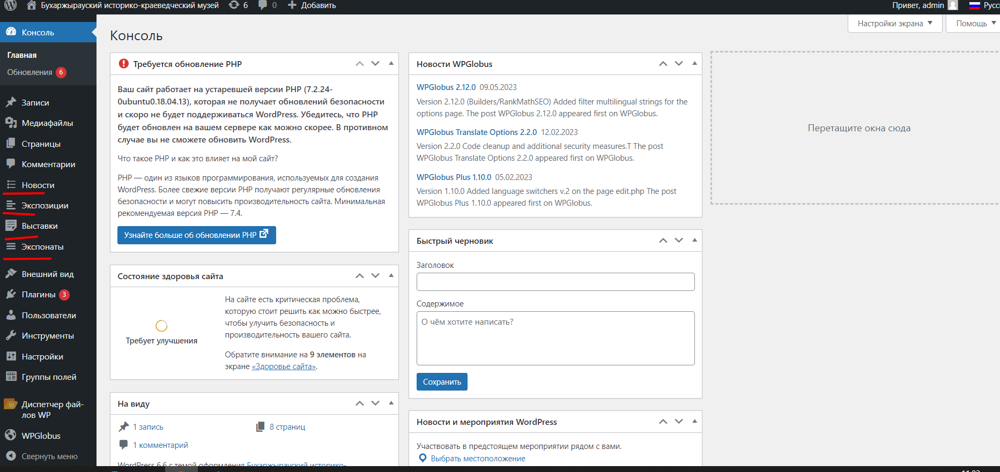 Бухаржырауский историко-краеведческий музей
6
0
Добавить
Привет, admin
Консоль
Главная
Обновления 6
Записи
Медиафайлы
Страницы
Комментарии
Новости
Экспозиции
Выставки
Экспонаты
Внешний вид
Плагины 3
Пользователи
Инструменты
Настройки
Группы полей
Диспетчер фай-
лов WP
WPGlobus
Свернуть меню
Настройки экрана
Помощь
Консоль
Требуется обновление PHP
Ваш сайт работает на устаревшей версии PHP (7.2.24-
0ubuntu0.18.04.13), которая не получает обновлений безопасности
и скоро не будет поддерживаться WordPress. Убедитесь, что PHP
будет обновлен на вашем сервере как можно скорее. В противном
случае вы не сможете обновить WordPress.
Что такое PHP и как это влияет на мой сайт?
PHP — один из языков программирования, используемых для создания
WordPress. Более свежие версии PHP получают регулярные обновления
безопасности и могут повысить производительность сайта. Минимальная
рекомендуемая версия PHP — 7.4.
Узнайте больше об обновлении PHP
Состояние здоровья сайта
Требует улучшения
На сайте есть критическая проблема,
которую стоит решить как можно быстрее,
чтобы улучить безопасность и
производительность вашего сайта.
Обратите внимание на 9 элементов на
экране «Здоровье сайта».
На виду
1 запись
8 страниц
1 комментарий
WordPress 6.6 с темой оформления Бухаржырауский историко-
Новости WPGlobus
WPGlobus 2.12.0 09.05.2023
Version 2.12.0 (Builders/RankMathSEO) Added filter multilingual strings for the
options page. The post WPGlobus 2.12.0 appeared first on WPGlobus.
WPGlobus Translate Options 2.2.0 12.02.2023
Version 2.2.0 Code cleanup and additional security measures.T The post
WPGlobus Translate Options 2.2.0 appeared first on WPGlobus.
WPGlobus Plus 1.10.0 05.02.2023
Version 1.10.0 Added language switchers v.2 on the page edit.php The post
WPGlobus Plus 1.10.0 appeared first on WPGlobus.
Быстрый черновик
Заголовок
Содержимое
О чём хотите написать?
Сохранить
Новости и мероприятия WordPress
Участвовать в предстоящем мероприятии рядом с вами.
Выбрать местоположение
Перетащите окна сюда